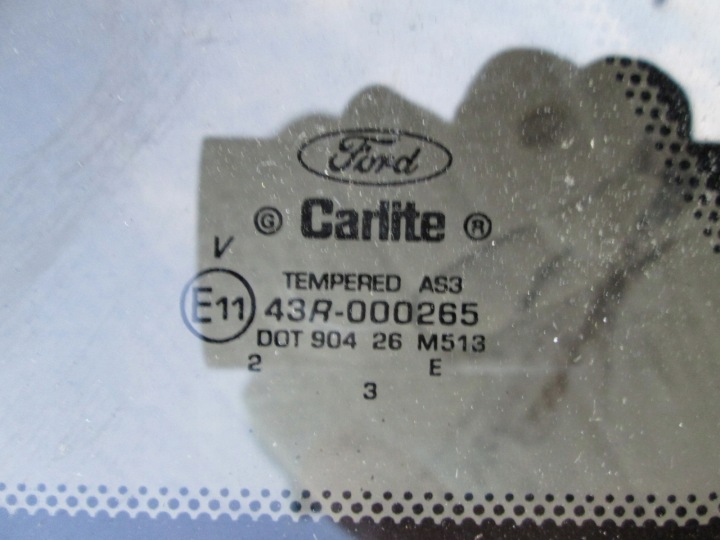 Ford
G Carlite ®
V
TEMPERED AS3
E11 43R-000265
DOT 904 26 M513
2 E
3